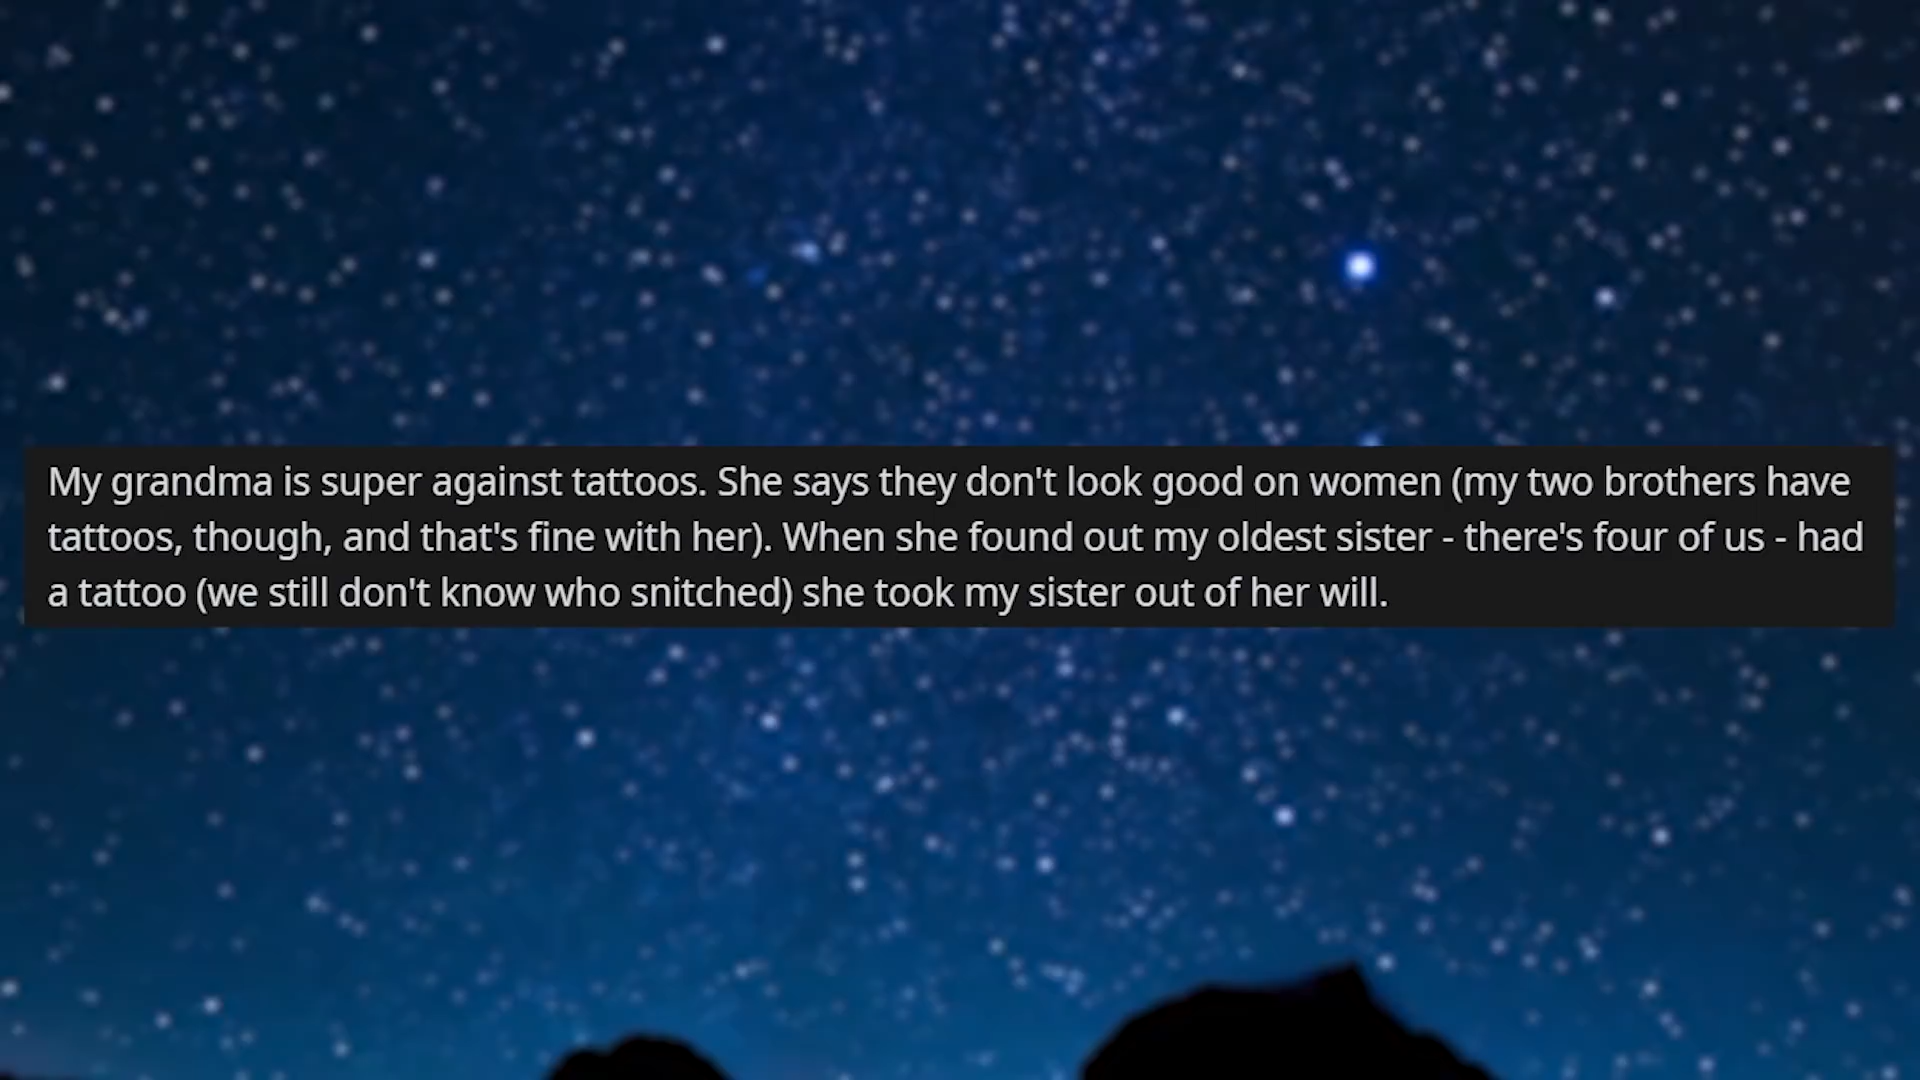 My grandma is super against tattoos. She says they don't look good on women (my two brothers have
tattoos, though, and that's fine with her). When she found out my oldest sister - there's four of us - had
a tattoo (we still don't know who snitched) she took my sister out of her will.